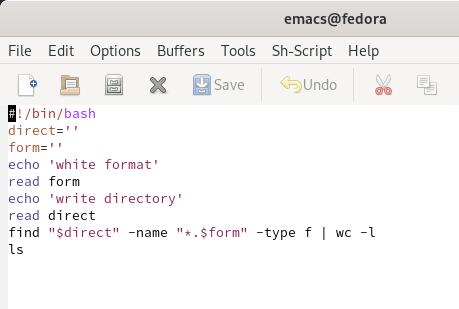 emacs@fedora
File Edit Options Buffers Tools Sh-Script Help
Save Undo
#!/bin/bash
direct=''
form=''
echo 'white format'
read form
echo 'write directory'
read direct
find "$direct" -name "*.$form" -type f | wc -l
ls